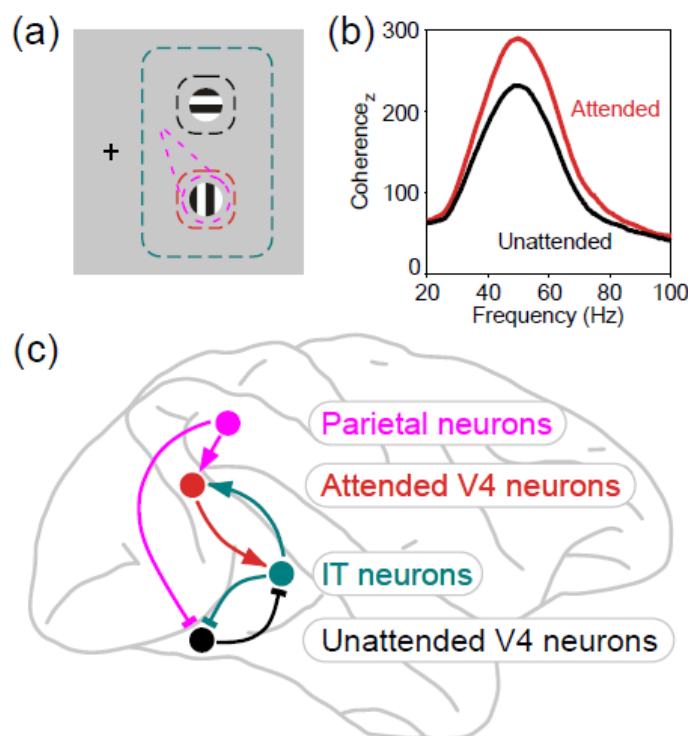 (a)
+
(b)
300
200
100
0
Coherencez
Attended
Unattended
20 40 60 80 100
Frequency (Hz)
(c)
Parietal neurons
Attended V4 neurons
IT neurons
Unattended V4 neurons